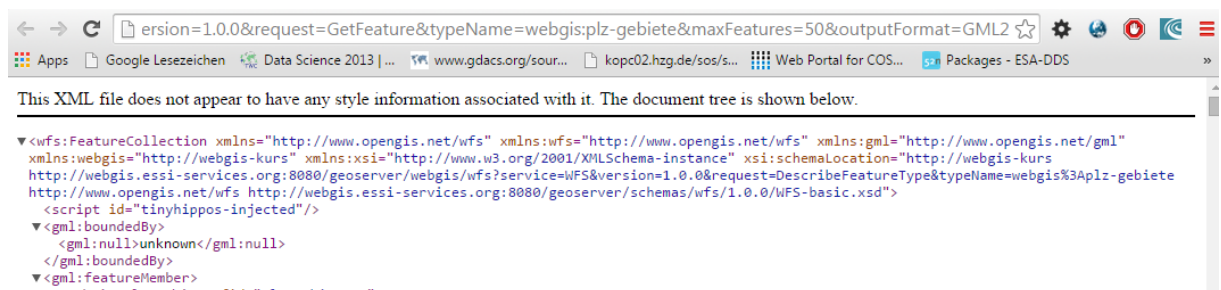 ersion=1.0.0&request=GetFeature&typeName=webgis:plz-gebiete&maxFeatures=50&outputFormat=GML2
Apps Google Lesezeichen Data Science 2013 | ... www.gdacs.org/sour... kopc02.hzg.de/sos/s... Web Portal for COS... Packages - ESA-DDS »
This XML file does not appear to have any style information associated with it. The document tree is shown below.
▼<wfs:FeatureCollection xmlns="http://www.opengis.net/wfs" xmlns:wfs="http://www.opengis.net/wfs" xmlns:gml="http://www.opengis.net/gml"
xmlns:webgis="http://webgis-kurs" xmlns:xsi="http://www.w3.org/2001/XMLSchema-instance" xsi:schemaLocation="http://webgis-kurs
http://webgis.essi-services.org:8080/geoserver/webgis/wfs?service=WFS&version=1.0.0&request=DescribeFeatureType&typeName=webgis%3Aplz-gebiete
http://www.opengis.net/wfs http://webgis.essi-services.org:8080/geoserver/schemas/wfs/1.0.0/WFS-basic.xsd">
<script id="tinyhippos-injected"/>
▼<gml:boundedBy>
<gml:null>unknown</gml:null>
</gml:boundedBy>
▼<gml:featureMember>